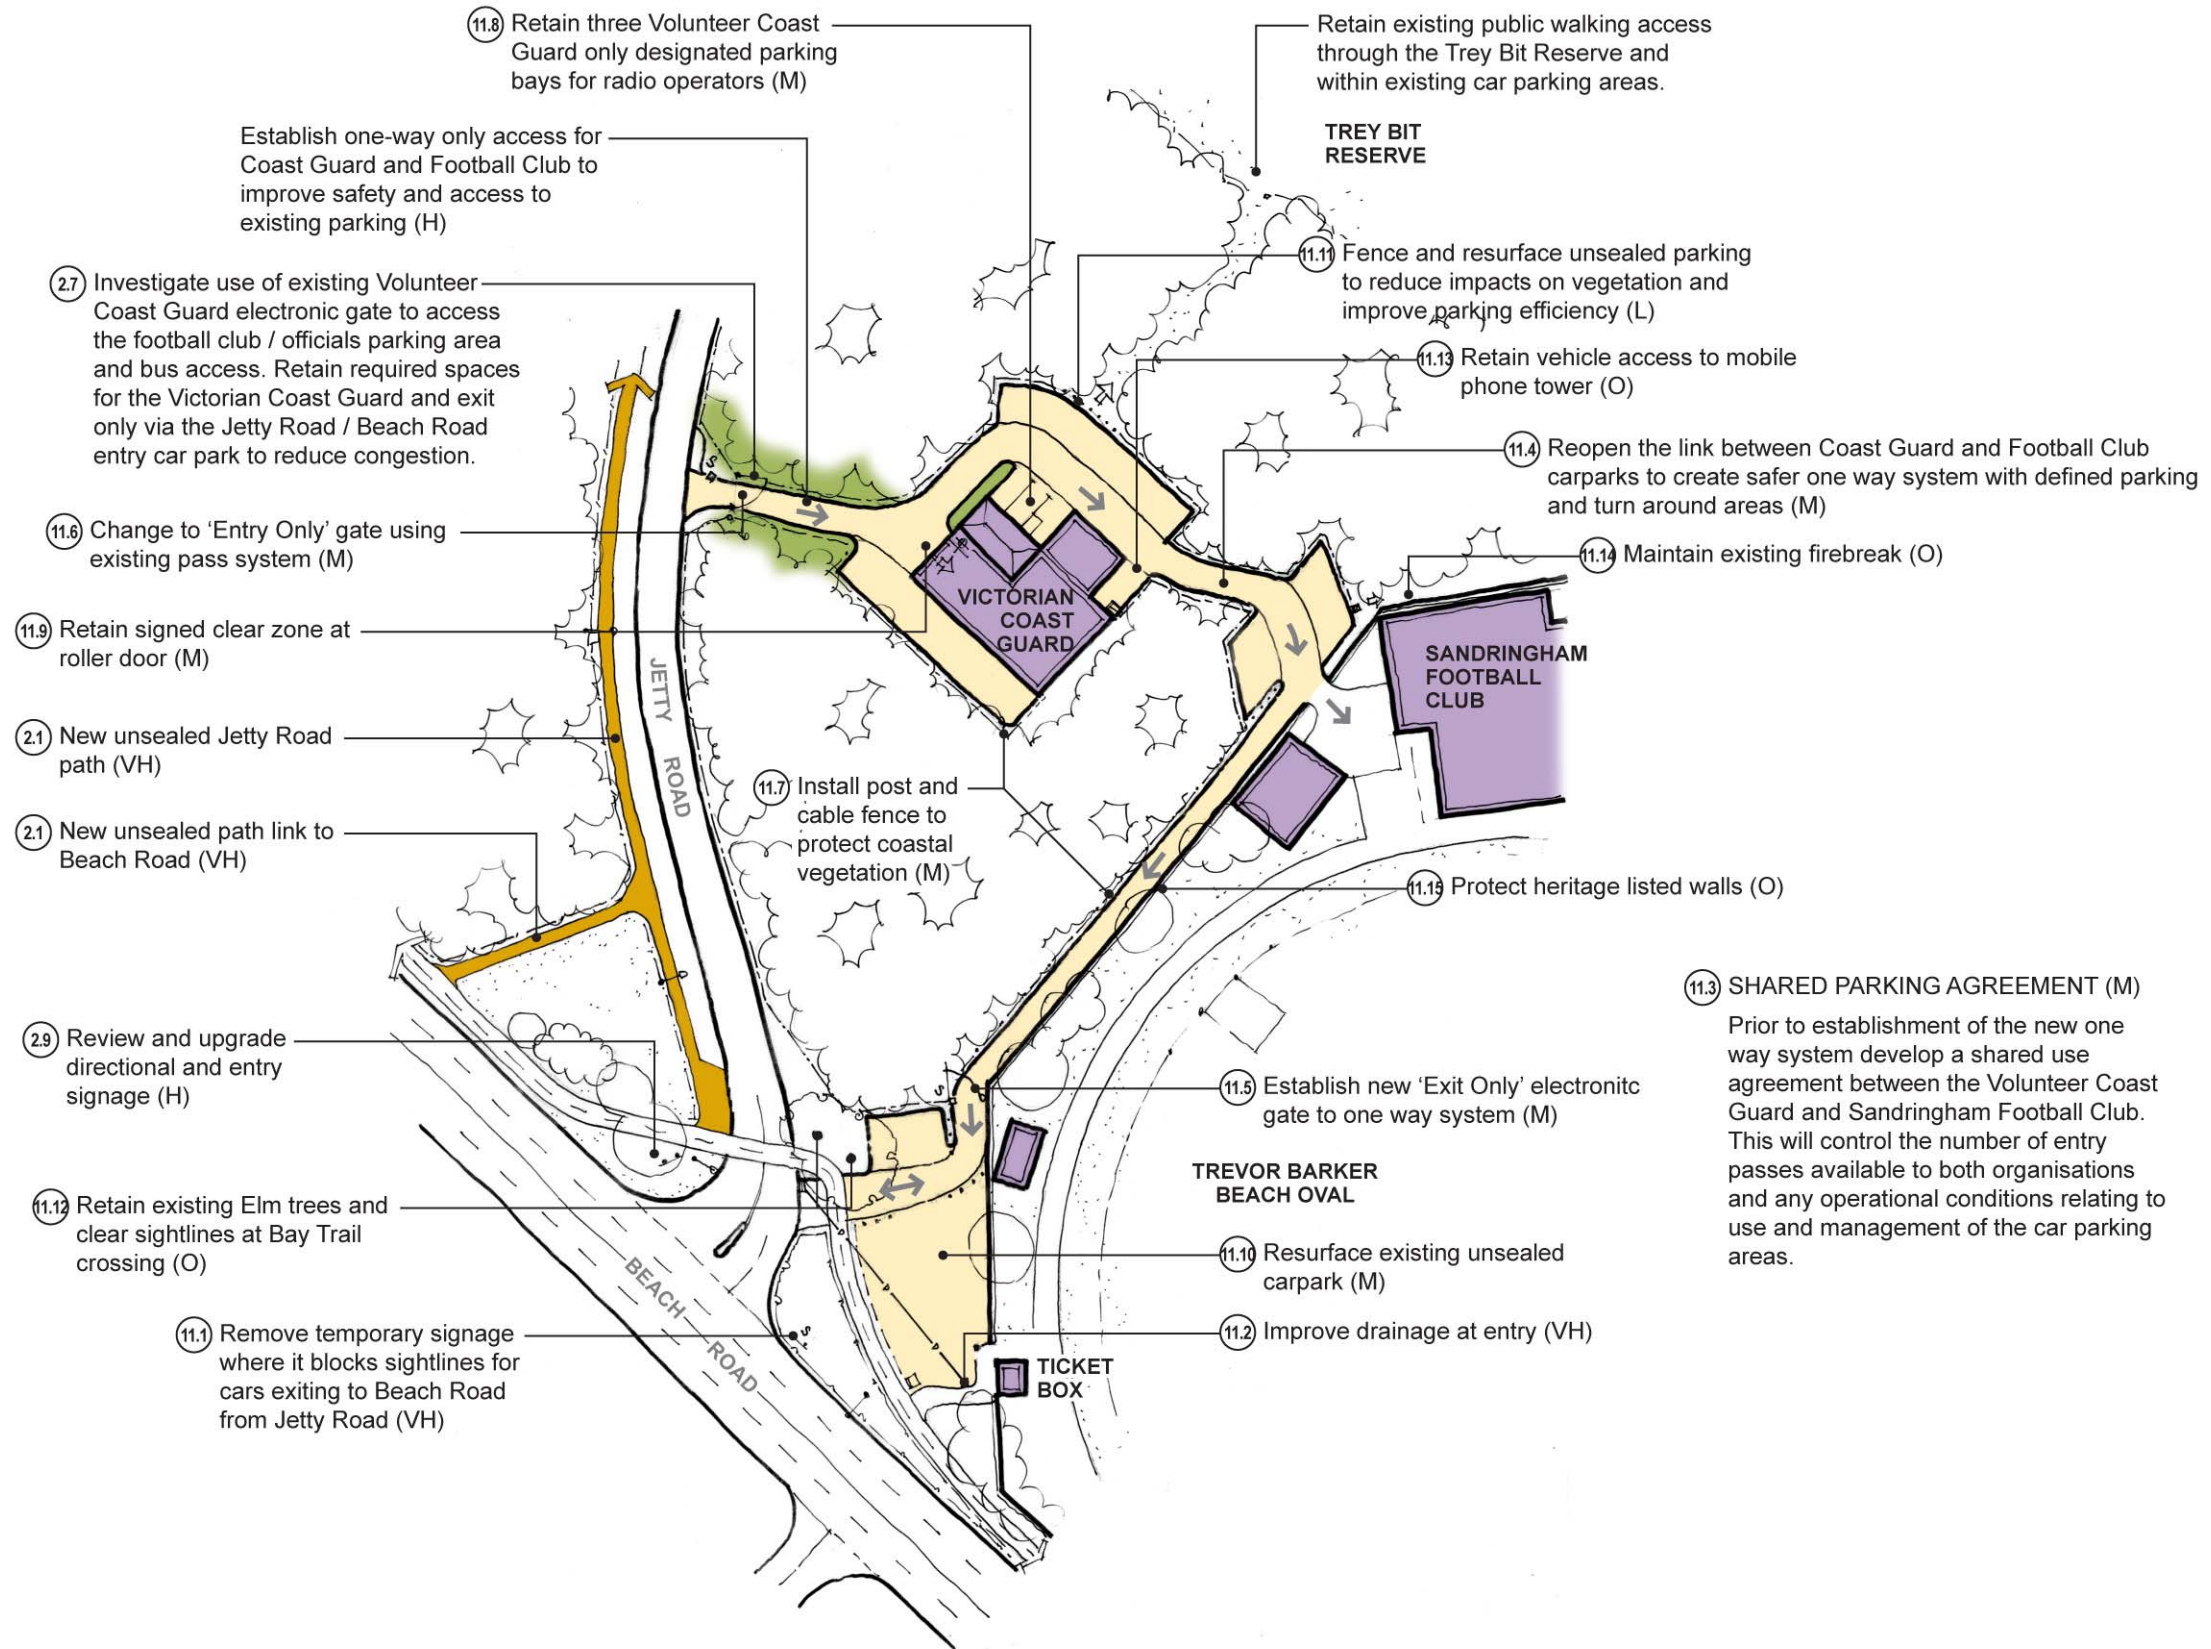 11.8 Retain three Volunteer Coast
Guard only designated parking
bays for radio operators (M)
Retain existing public walking access
through the Trey Bit Reserve and
within existing car parking areas.
TREY BIT
RESERVE
Establish one-way only access for
Coast Guard and Football Club to
improve safety and access to
existing parking (H)
11.11 Fence and resurface unsealed parking
to reduce impacts on vegetation and
improve parking efficiency (L)
2.7 Investigate use of existing Volunteer
Coast Guard electronic gate to access
the football club / officials parking area
and bus access. Retain required spaces
for the Victorian Coast Guard and exit
only via the Jetty Road / Beach Road
entry car park to reduce congestion.
11.13 Retain vehicle access to mobile
phone tower (O)
11.4 Reopen the link between Coast Guard and Football Club
carparks to create safer one way system with defined parking
and turn around areas (M)
11.6 Change to ‘Entry Only’ gate using
existing pass system (M)
11.14 Maintain existing firebreak (O)
VICTORIAN
COAST
GUARD
11.9 Retain signed clear zone at
roller door (M)
SANDRINGHAM
FOOTBALL
CLUB
JETTY ROAD
2.1 New unsealed Jetty Road
path (VH)
11.7 Install post and
cable fence to
protect coastal
vegetation (M)
2.1 New unsealed path link to
Beach Road (VH)
11.15 Protect heritage listed walls (O)
11.3 SHARED PARKING AGREEMENT (M)
Prior to establishment of the new one
way system develop a shared use
agreement between the Volunteer Coast
Guard and Sandringham Football Club.
This will control the number of entry
passes available to both organisations
and any operational conditions relating to
use and management of the car parking
areas.
2.9 Review and upgrade
directional and entry
signage (H)
11.5 Establish new ‘Exit Only’ electronitc
gate to one way system (M)
TREVOR BARKER
BEACH OVAL
11.12 Retain existing Elm trees and
clear sightlines at Bay Trail
crossing (O)
11.10 Resurface existing unsealed
carpark (M)
BEACH ROAD
11.1 Remove temporary signage
where it blocks sightlines for
cars exiting to Beach Road
from Jetty Road (VH)
11.2 Improve drainage at entry (VH)
TICKET
BOX